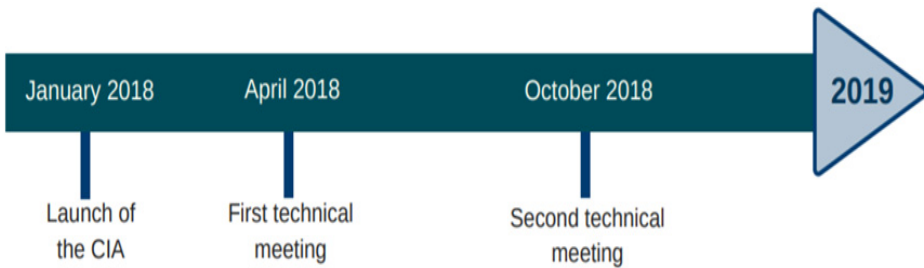 January 2018
April 2018
October 2018
2019
Launch of
the CIA
First technical
meeting
Second technical
meeting